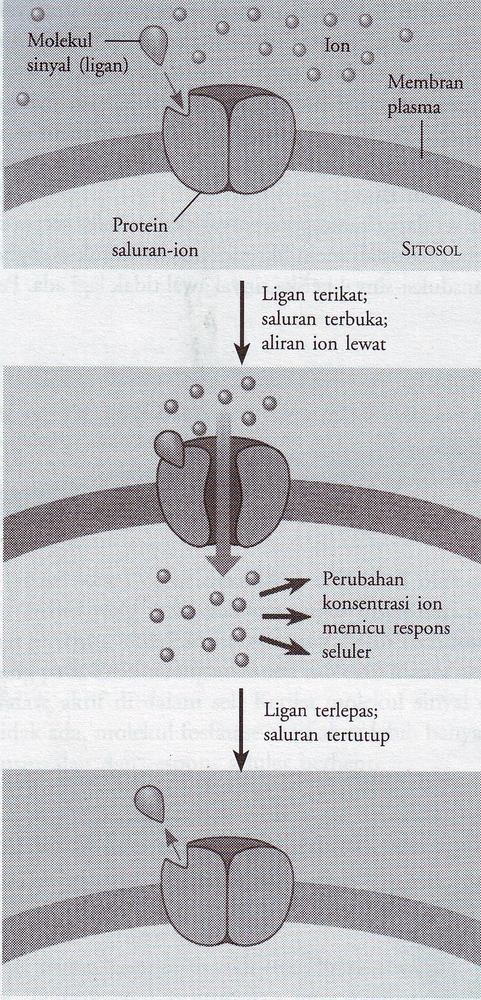 Molekul
sinyal (ligan)
Ion
Membran
plasma
Protein
saluran-ion
SITOSOL
Ligan terikat;
saluran terbuka;
aliran ion lewat
Perubahan
konsentrasi ion
memicu respons
seluler
Ligan terlepas;
saluran tertutup